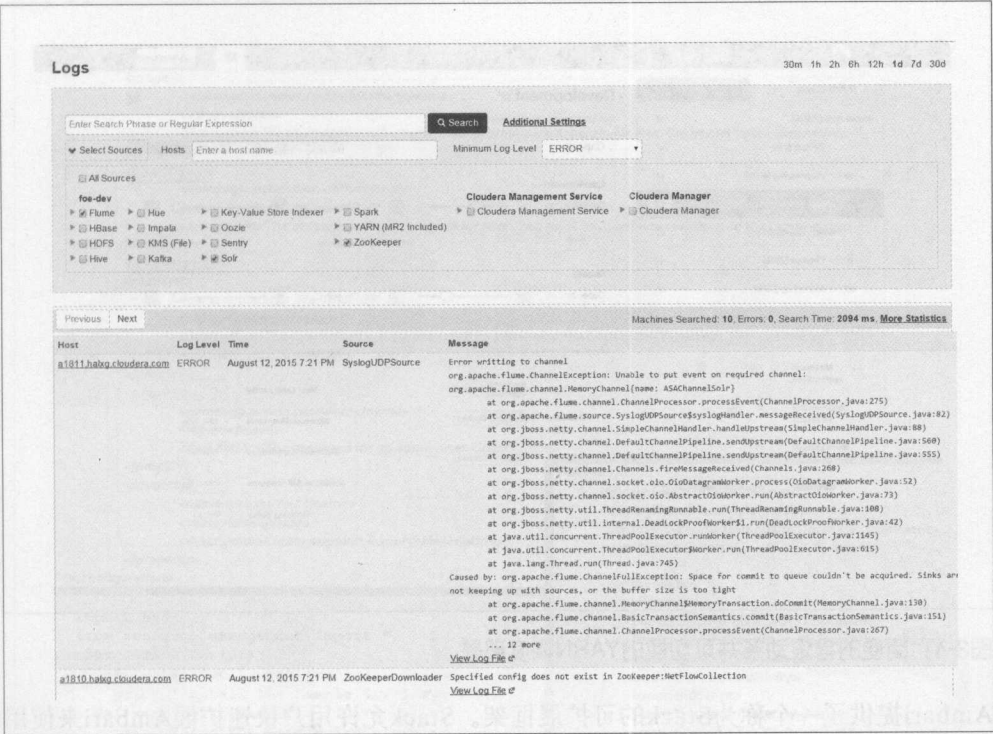 Logs
30m 1h 2h 6h 12h 1d 7d 30d
Enter Search Phrase or Regular Expression
Search
Additional Settings
Select Sources
Hosts
Enter a host name
Minimum Log Level
ERROR
All Sources
foe-dev
Cloudera Management Service
Cloudera Manager
Flume
Hue
Key-Value Store Indexer
Spark
Cloudera Management Service
Cloudera Manager
HBase
Impala
Oozie
YARN (MR2 Included)
HDFS
KMS (File)
Sentry
ZooKeeper
Hive
Kafka
Solr
Previous
Next
Machines Searched: 10, Errors: 0, Search Time: 2094 ms, More Statistics
Host
Log Level
Time
Source
Message
a1811.halxg.cloudera.com
ERROR
August 12, 2015 7:21 PM
SyslogUDPSource
Error writting to channel
org.apache.flume.ChannelException: Unable to put event on required channel:
org.apache.flume.channel.MemoryChannel{name: ASAChannelSolr}
at org.apache.flume.channel.ChannelProcessor.processEvent(ChannelProcessor.java:275)
at org.apache.flume.source.SyslogUDPSource$syslogHandler.messageReceived(SyslogUDPSource.java:82)
at org.jboss.netty.channel.SimpleChannelHandler.handleUpstream(SimpleChannelHandler.java:88)
at org.jboss.netty.channel.DefaultChannelPipeline.sendUpstream(DefaultChannelPipeline.java:560)
at org.jboss.netty.channel.DefaultChannelPipeline.sendUpstream(DefaultChannelPipeline.java:555)
at org.jboss.netty.channel.Channels.fireMessageReceived(Channels.java:268)
at org.jboss.netty.channel.socket.oio.OioDatagramWorker.process(OioDatagramWorker.java:52)
at org.jboss.netty.channel.socket.oio.AbstractOioWorker.run(AbstractOioWorker.java:73)
at org.jboss.netty.util.ThreadRenamingRunnable.run(ThreadRenamingRunnable.java:108)
at org.jboss.netty.util.internal.DeadLockProofWorker$1.run(DeadLockProofWorker.java:42)
at java.util.concurrent.ThreadPoolExecutor.runWorker(ThreadPoolExecutor.java:1145)
at java.util.concurrent.ThreadPoolExecutor$Worker.run(ThreadPoolExecutor.java:615)
at java.lang.Thread.run(Thread.java:745)
Caused by: org.apache.flume.ChannelFullException: Space for commit to queue couldn't be acquired. Sinks are
not keeping up with sources, or the buffer size is too tight
at org.apache.flume.channel.MemoryChannel$MemoryTransaction.doCommit(MemoryChannel.java:130)
at org.apache.flume.channel.BasicTransactionSemantics.commit(BasicTransactionSemantics.java:151)
at org.apache.flume.channel.ChannelProcessor.processEvent(ChannelProcessor.java:267)
... 12 more
View Log File
a1810.halxg.cloudera.com
ERROR
August 12, 2015 7:21 PM
ZooKeeperDownloader
Specified config does not exist in ZooKeeper:NetFlowCollection
View Log File